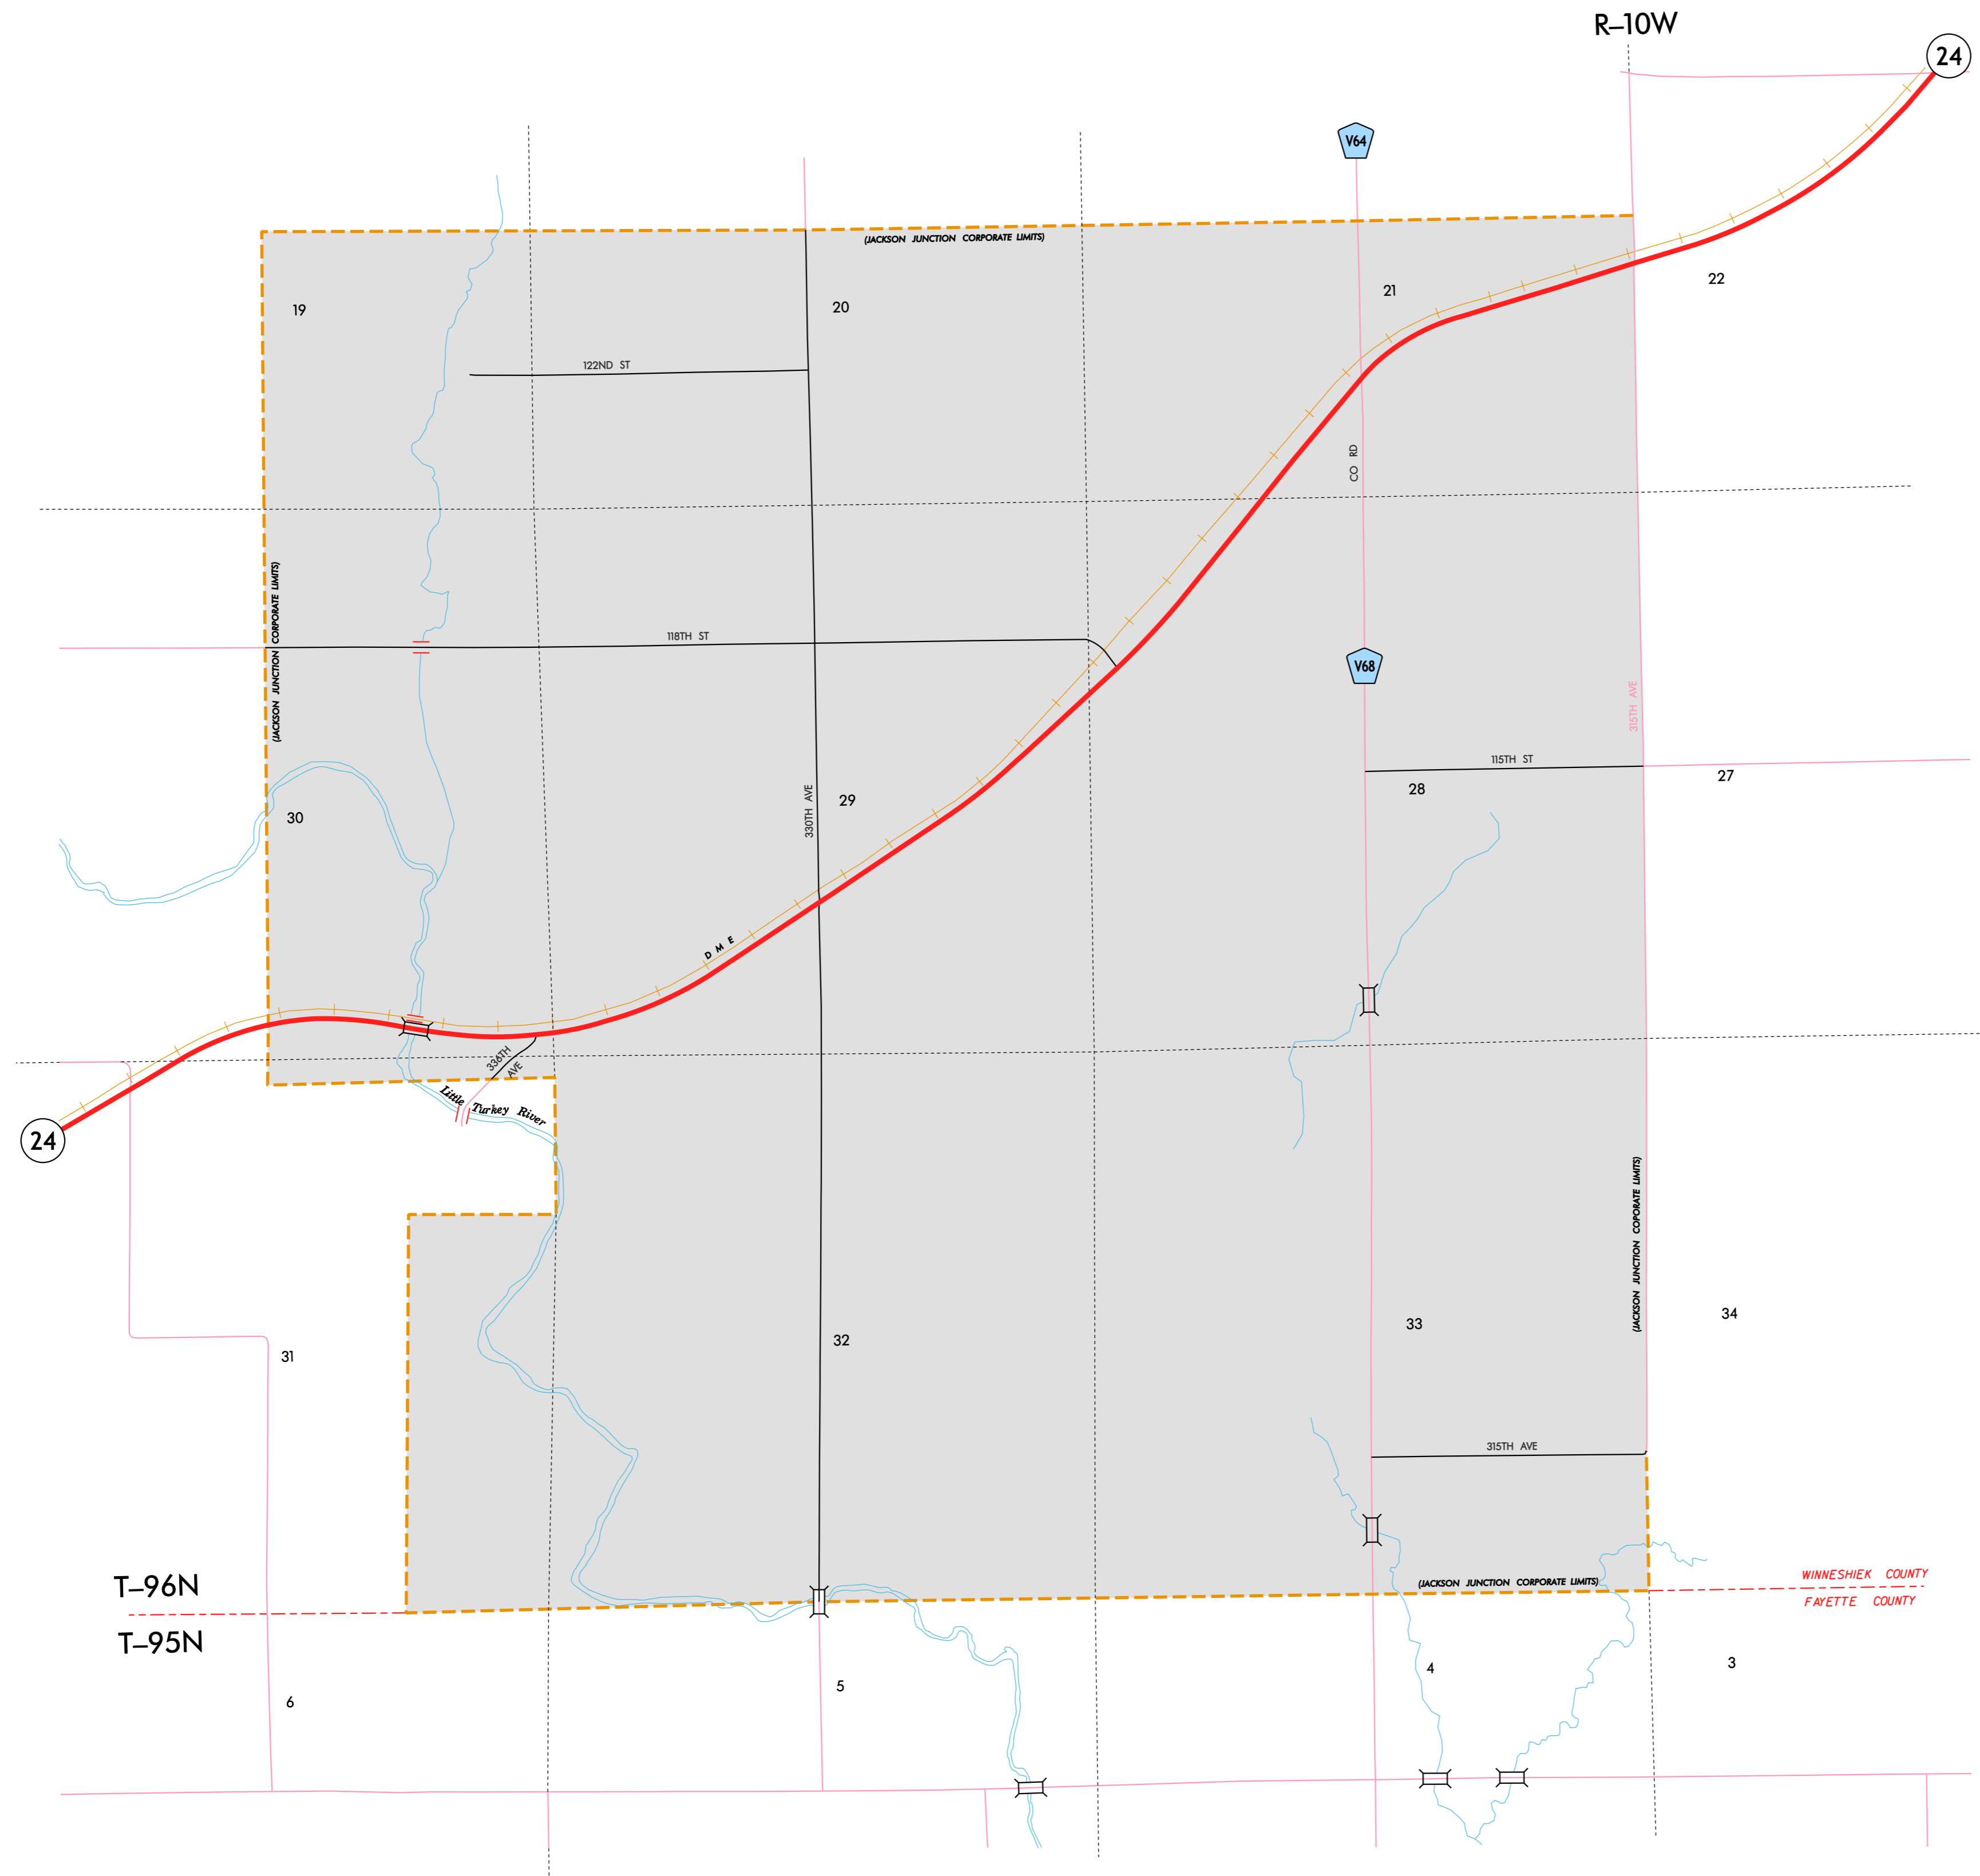 R–10W
24
V64
(JACKSON JUNCTION CORPORATE LIMITS)
19
20
21
22
122ND ST
CO RD
(JACKSON JUNCTION CORPORATE LIMITS)
118TH ST
V68
315TH AVE
115TH ST
27
28
29
30
330TH AVE
D M E
336TH
AVE
Little Turkey River
24
(JACKSON JUNCTION COPORATE LIMITS)
34
33
32
31
315TH AVE
WINNESHIEK COUNTY
(JACKSON JUNCTION CORPORATE LIMITS)
T–96N
FAYETTE COUNTY
T–95N
3
4
5
6